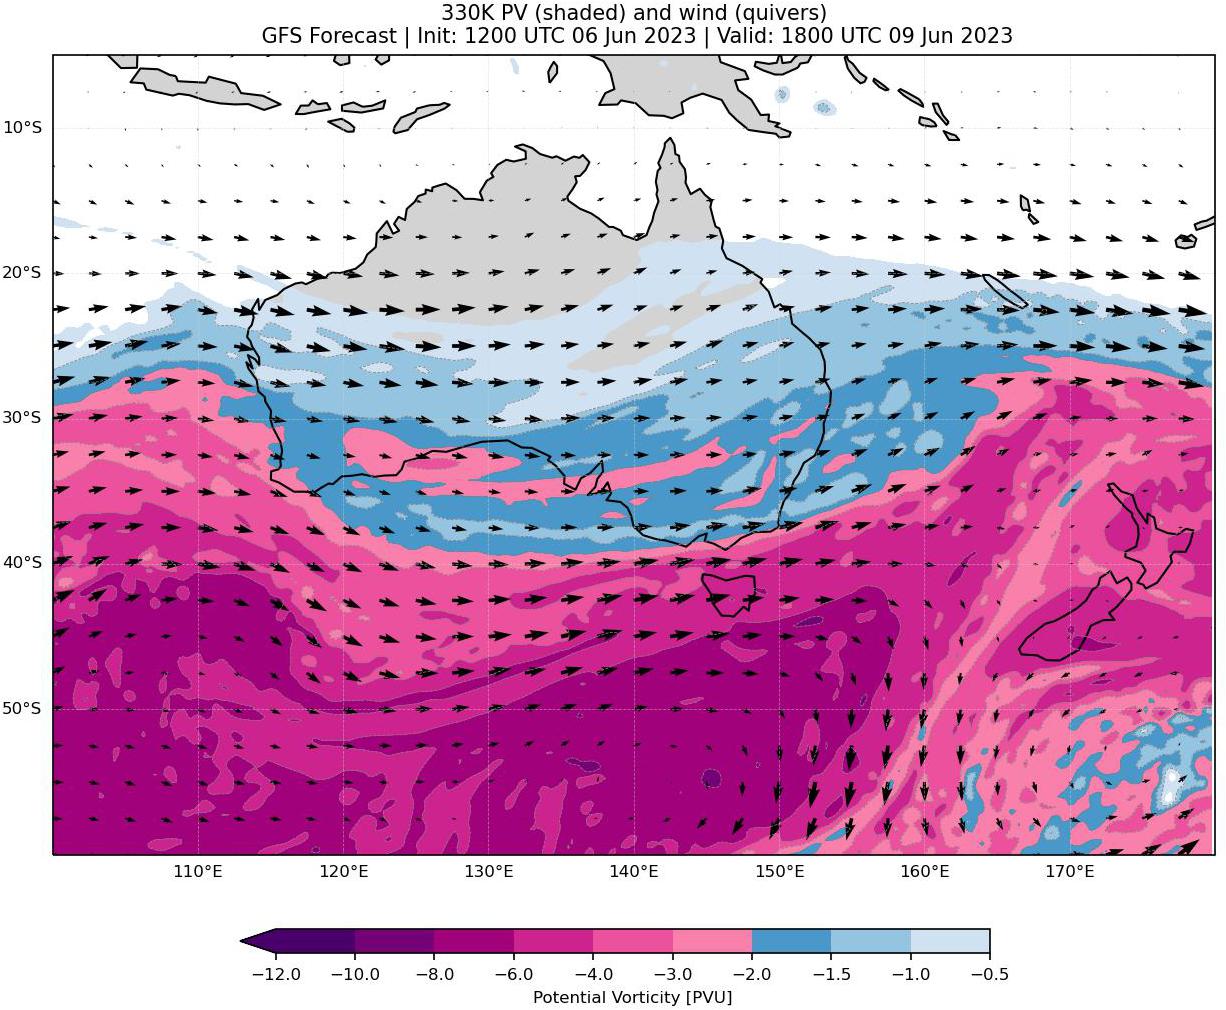 330K PV (shaded) and wind (quivers)
GFS Forecast | Init: 1200 UTC 06 Jun 2023 | Valid: 1800 UTC 09 Jun 2023
10°S
20°S
30°S
40°S
50°S
110°E 120°E 130°E 140°E 150°E 160°E 170°E
−12.0 −10.0 −8.0 −6.0 −4.0 −3.0 −2.0 −1.5 −1.0 −0.5
Potential Vorticity [PVU]